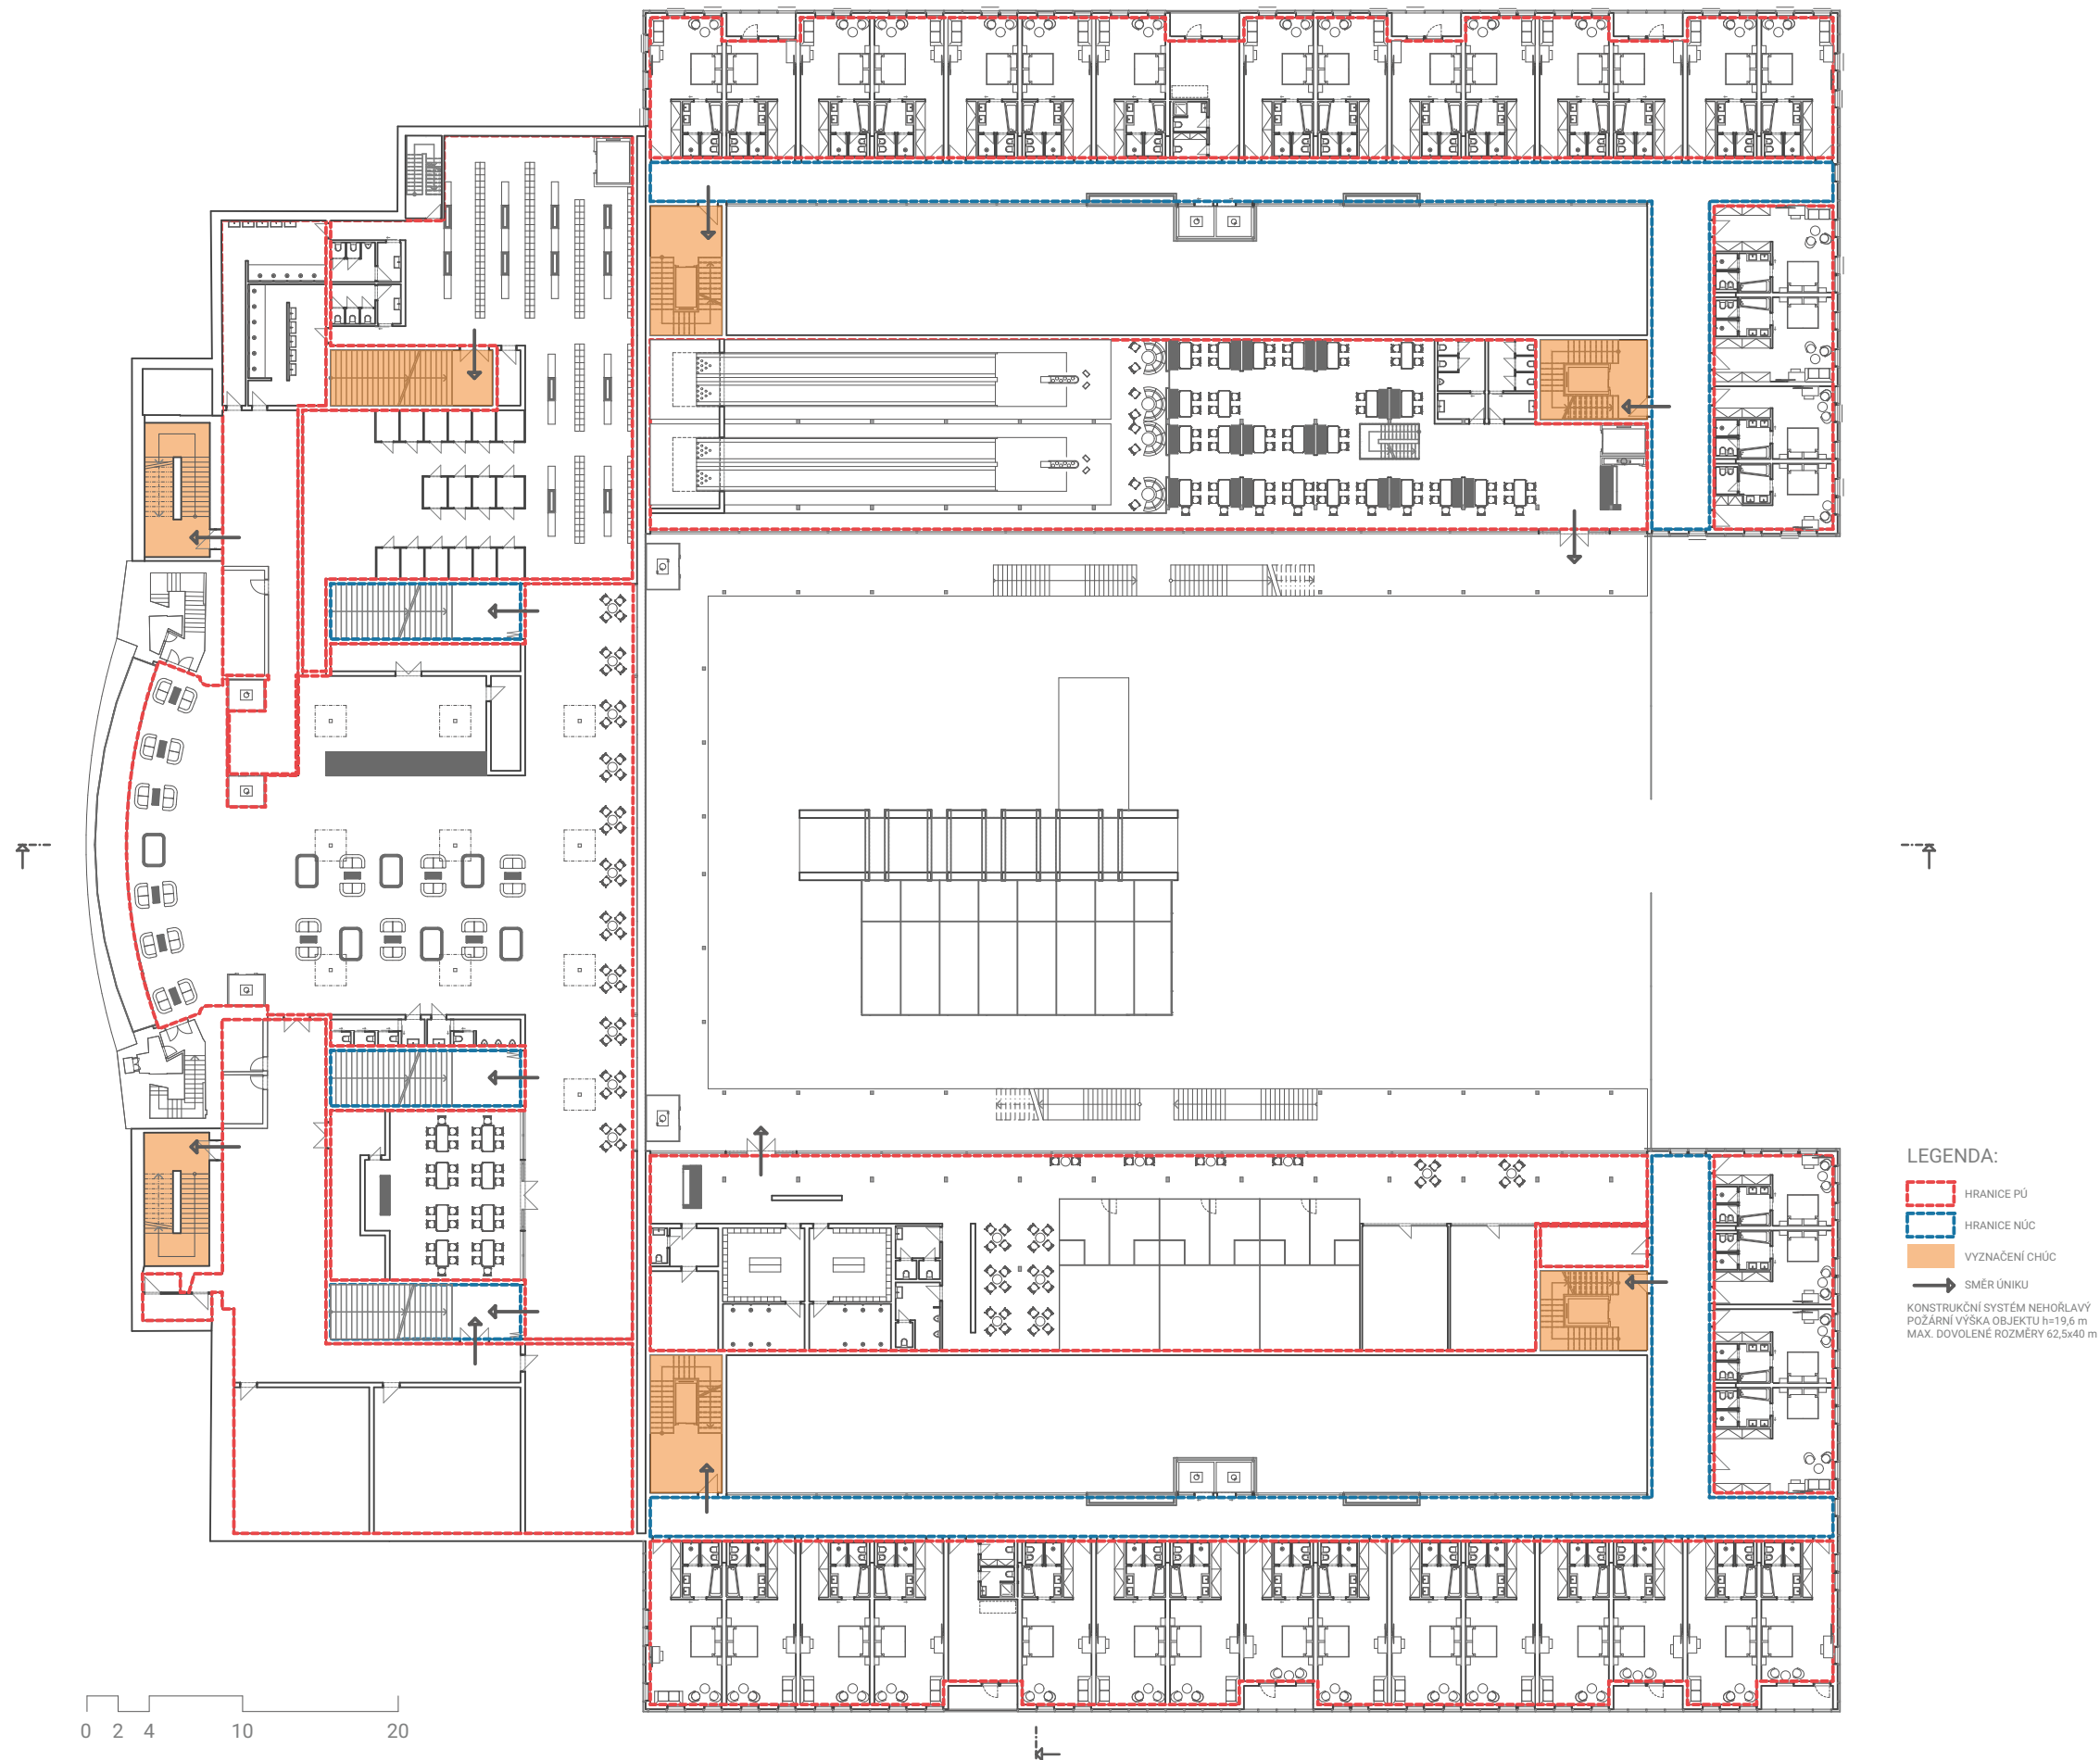 LEGENDA:
HRANICE PÚ
HRANICE NÚC
VYZNAČENÍ CHÚC
SMĚR ÚNIKU
KONSTRUKČNÍ SYSTÉM NEHOŘLAVÝ
POŽÁRNÍ VÝŠKA OBJEKTU h=19,6 m
MAX. DOVOLENÉ ROZMĚRY 62,5x40 m
0 2 4 10 20